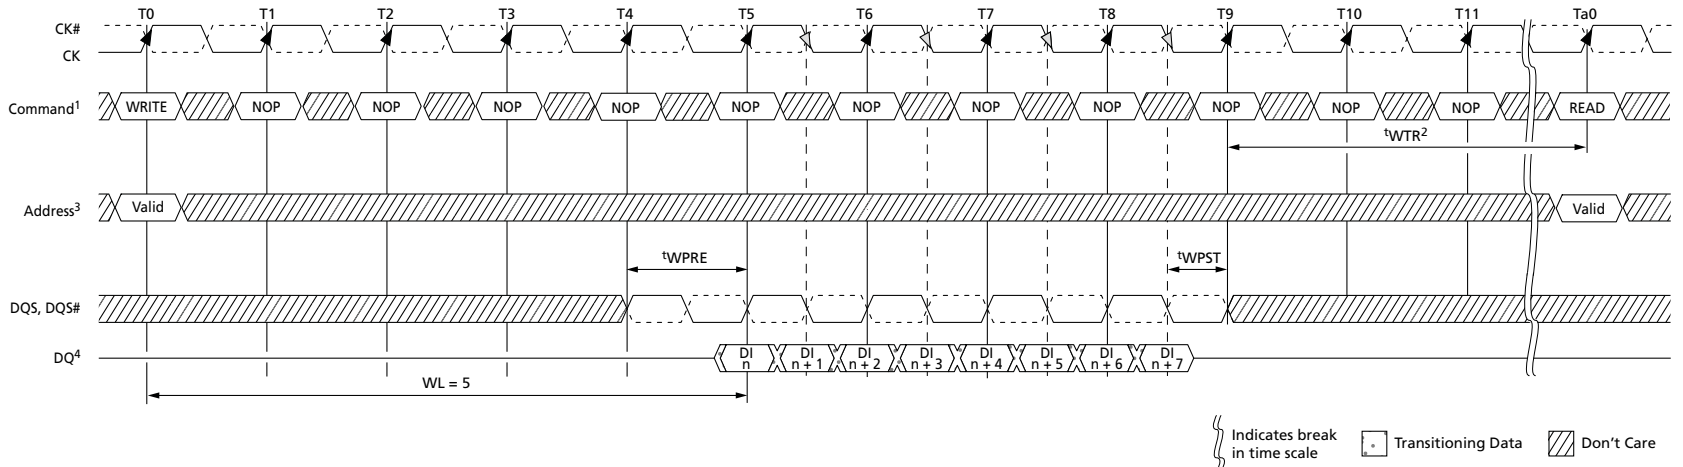 T0 T1 T2 T3 T4 T5 T6 T7 T8 T9 T10 T11 Ta0
CK#
CK
Command1 WRITE NOP NOP NOP NOP NOP NOP NOP NOP NOP NOP NOP READ
tWTR2
Address3 Valid Valid
tWPRE tWPST
DQS, DQS#
DQ4 DI n DI n + 1 DI n + 2 DI n + 3 DI n + 4 DI n + 5 DI n + 6 DI n + 7
WL = 5
Indicates break
in time scale
Transitioning Data
Don't Care